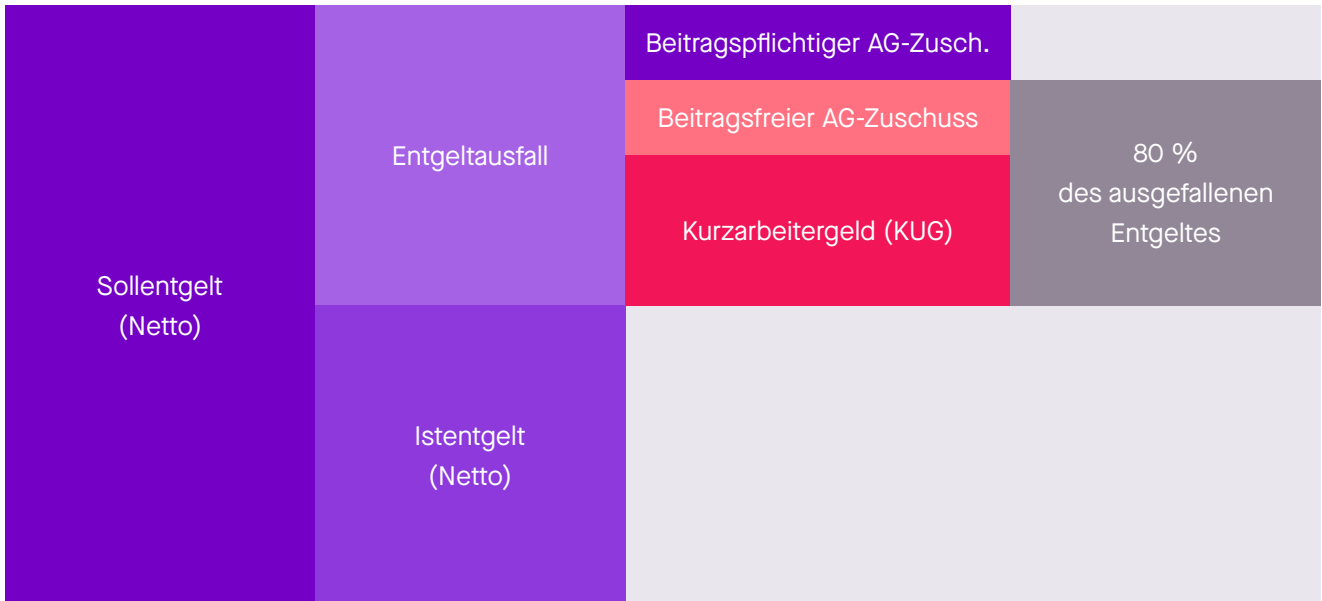 Sollentgelt
(Netto)
Entgeltausfall
Istentgelt
(Netto)
Beitragspflichtiger AG-Zusch.
Beitragsfreier AG-Zuschuss
Kurzarbeitergeld (KUG)
80 %
des ausgefallenen
Entgeltes